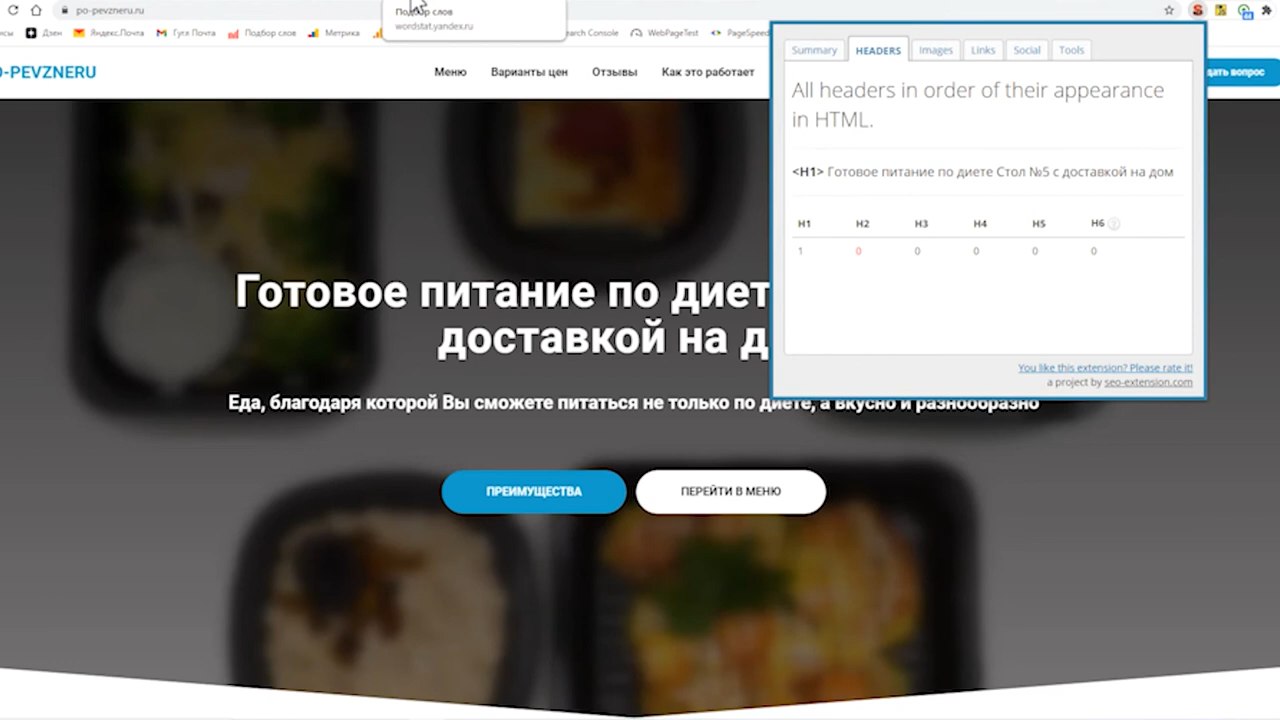 po-pevzneru.ru
Подбор слов
wordstat.yandex.ru
Дзен
Яндекс.Почта
Гугл Почта
Подбор слов
Метрика
earch Console
WebPageTest
PageSpeed
O-PEVZNERU
Меню
Варианты цен
Отзывы
Как это работает
дать вопрос
Summary
HEADERS
Images
Links
Social
Tools
All headers in order of their appearance
in HTML.
<H1> Готовое питание по диете Стол №5 с доставкой на дом
H1 H2 H3 H4 H5 H6 ?
1 0 0 0 0 0
You like this extension? Please rate it!
a project by seo-extension.com
Готовое питание по диет
доставкой на д
Еда, благодаря которой Вы сможете питаться не только по диете, а вкусно и разнообразно
ПРЕИМУЩЕСТВА
ПЕРЕЙТИ В МЕНЮ